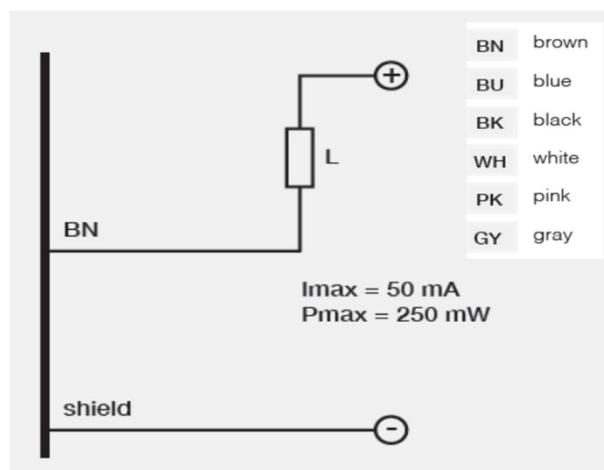 +
BN brown
BU blue
BK black
WH white
PK pink
GY gray
L
BN
Imax = 50 mA
Pmax = 250 mW
shield
-